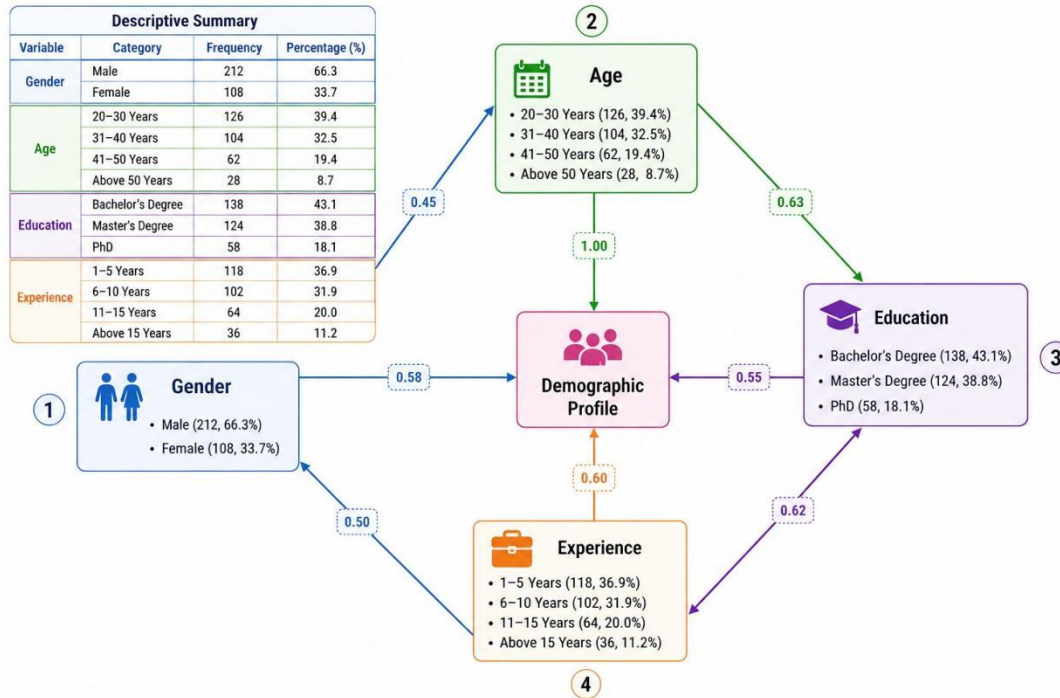 Descriptive Summary
Variable Category Frequency Percentage (%)
Gender
Male 212 66.3
Female 108 33.7
Age
20–30 Years 126 39.4
31–40 Years 104 32.5
41–50 Years 62 19.4
Above 50 Years 28 8.7
Education
Bachelor's Degree 138 43.1
Master's Degree 124 38.8
PhD 58 18.1
Experience
1–5 Years 118 36.9
6–10 Years 102 31.9
11–15 Years 64 20.0
Above 15 Years 36 11.2
2
Age
• 20–30 Years (126, 39.4%)
• 31–40 Years (104, 32.5%)
• 41–50 Years (62, 19.4%)
• Above 50 Years (28, 8.7%)
0.45
0.63
1.00
Education
• Bachelor's Degree (138, 43.1%)
• Master's Degree (124, 38.8%)
• PhD (58, 18.1%)
3
Demographic
Profile
0.58
0.55
1
Gender
• Male (212, 66.3%)
• Female (108, 33.7%)
0.60
0.50
0.62
Experience
• 1–5 Years (118, 36.9%)
• 6–10 Years (102, 31.9%)
• 11–15 Years (64, 20.0%)
• Above 15 Years (36, 11.2%)
4